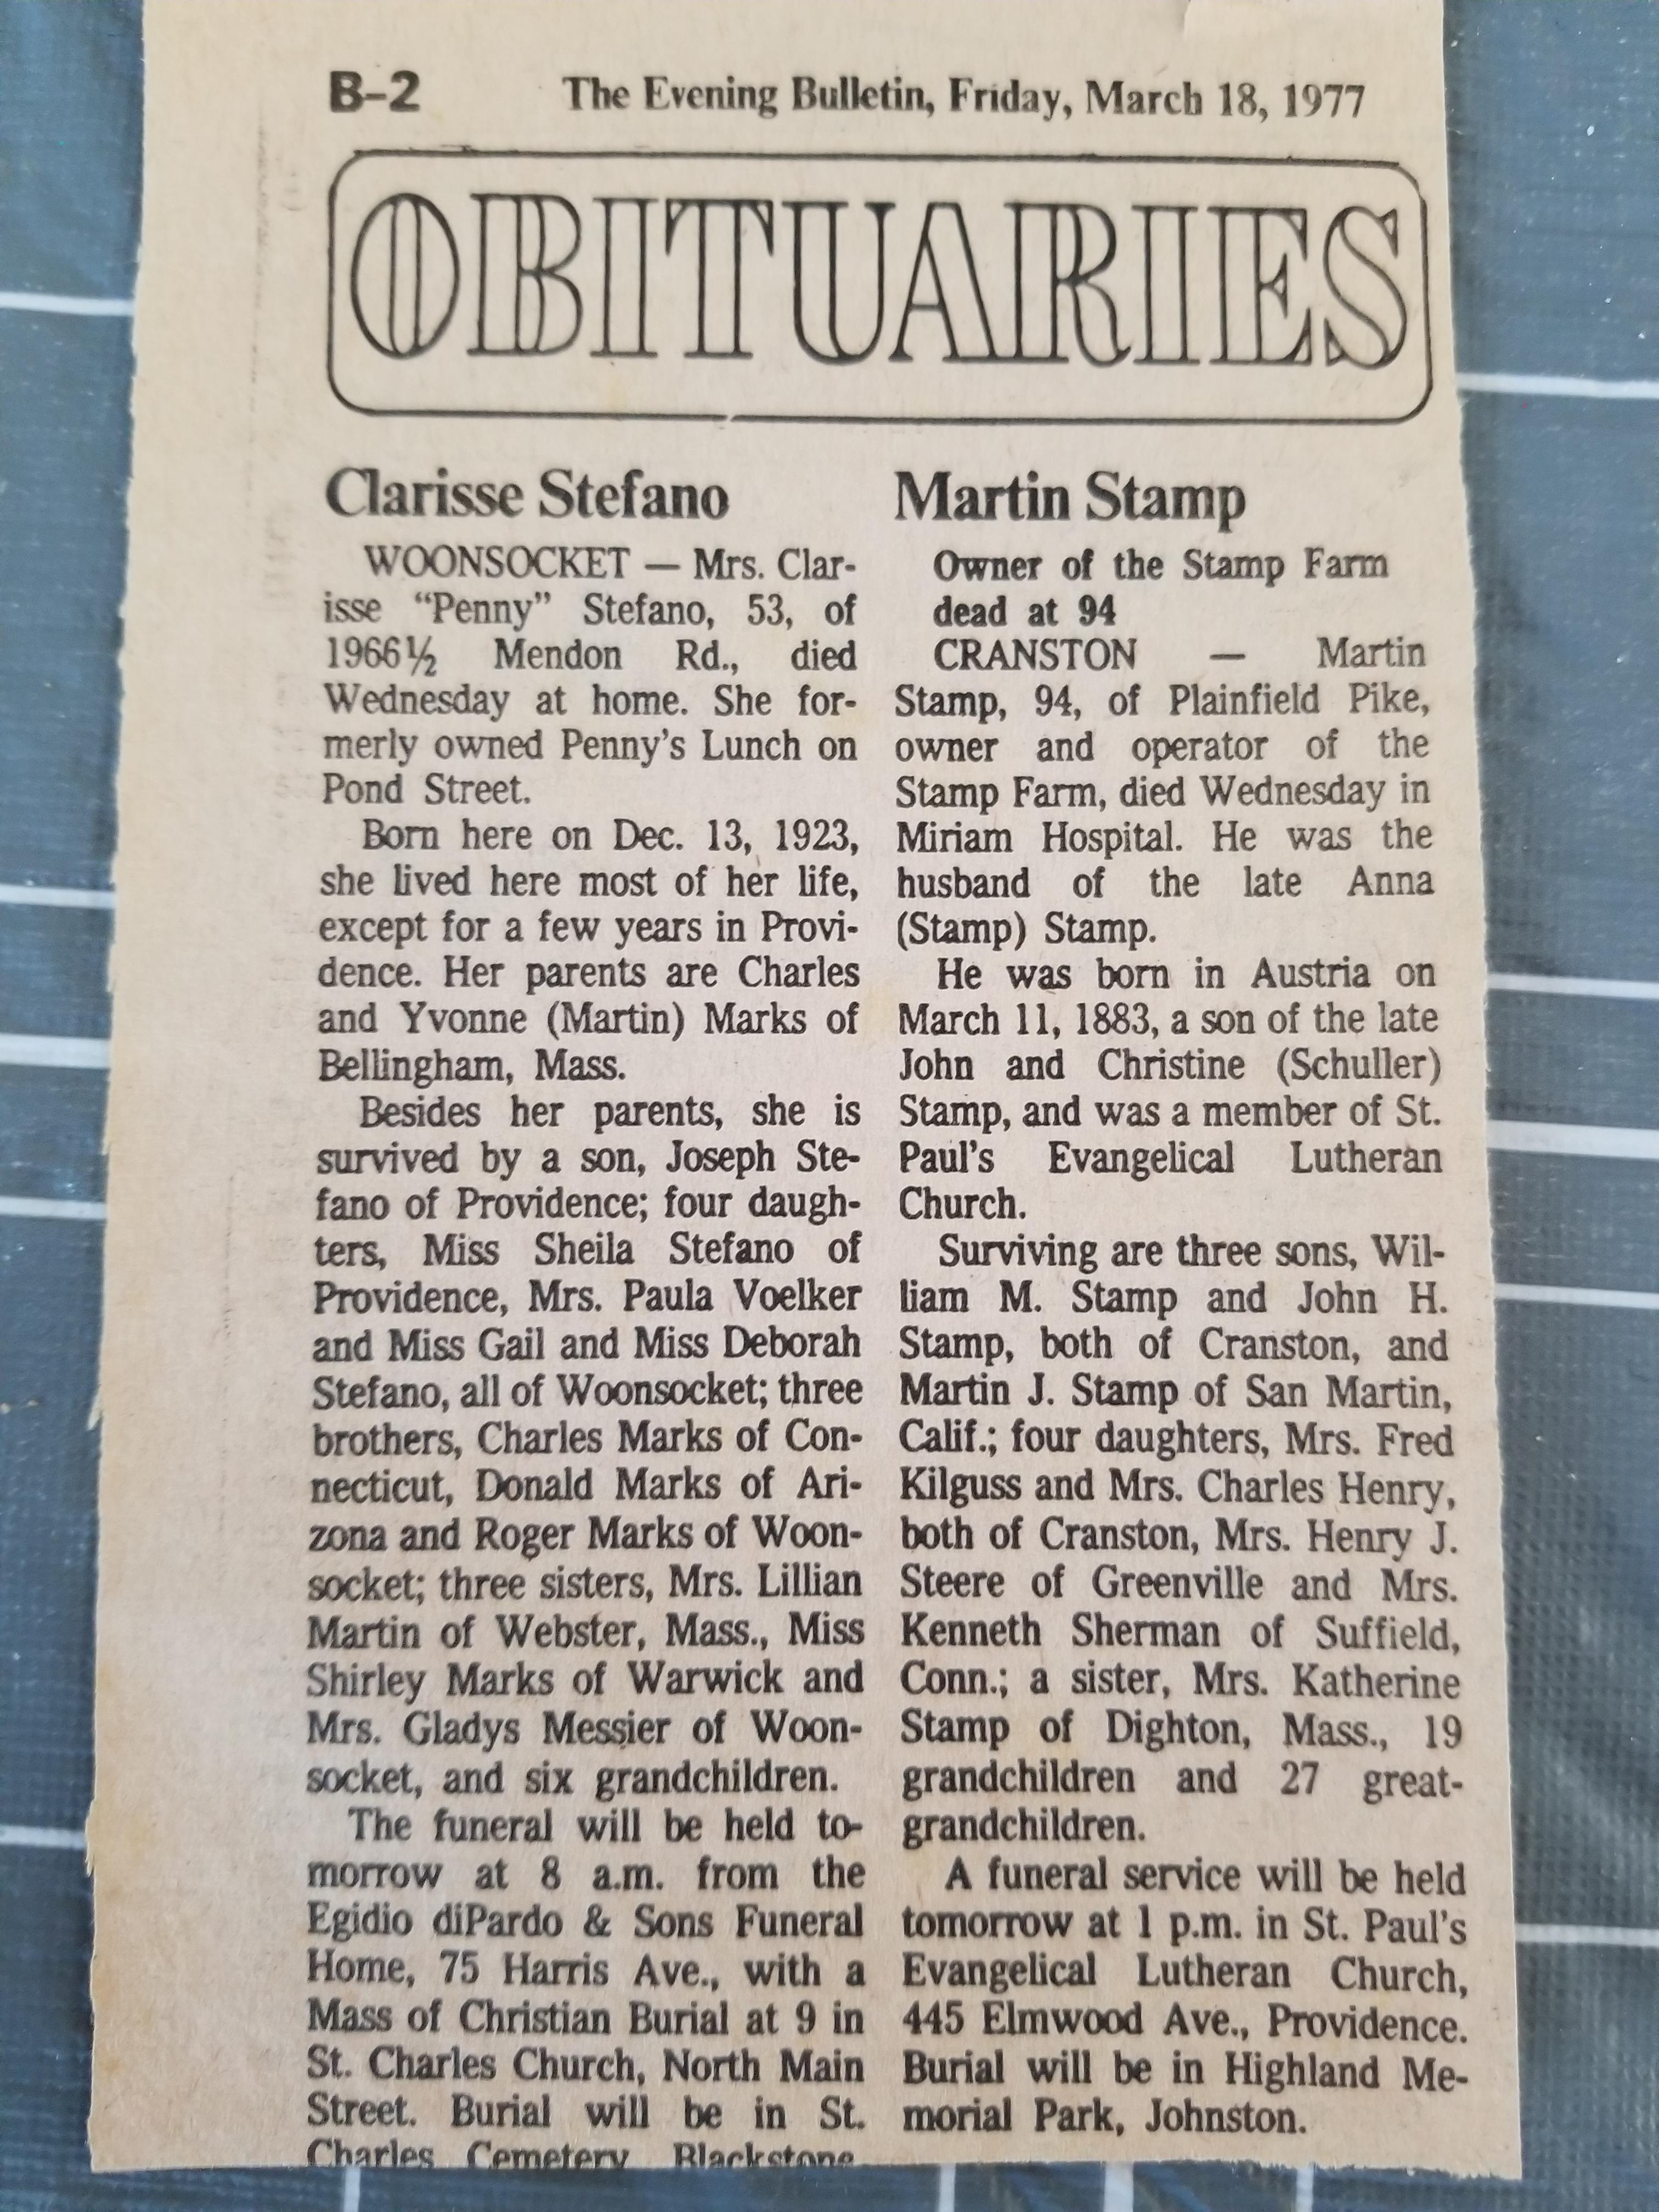 B-2 The Evening Bulletin, Friday, March 18, 1977
OBITUARIES
Clarisse Stefano
WOONSOCKET — Mrs. Clar-
isse “Penny” Stefano, 53, of
1966½ Mendon Rd., died
Wednesday at home. She for-
merly owned Penny’s Lunch on
Pond Street.
Born here on Dec. 13, 1923,
she lived here most of her life,
except for a few years in Provi-
dence. Her parents are Charles
and Yvonne (Martin) Marks of
Bellingham, Mass.
Besides her parents, she is
survived by a son, Joseph Ste-
fano of Providence; four daugh-
ters, Miss Sheila Stefano of
Providence, Mrs. Paula Voelker
and Miss Gail and Miss Deborah
Stefano, all of Woonsocket; three
brothers, Charles Marks of Con-
necticut, Donald Marks of Ari-
zona and Roger Marks of Woon-
socket; three sisters, Mrs. Lillian
Martin of Webster, Mass., Miss
Shirley Marks of Warwick and
Mrs. Gladys Messier of Woon-
socket, and six grandchildren.
The funeral will be held to-
morrow at 8 a.m. from the
Egidio diPardo & Sons Funeral
Home, 75 Harris Ave., with a
Mass of Christian Burial at 9 in
St. Charles Church, North Main
Street. Burial will be in St.
Charles Cemetery, Blackstone.
Martin Stamp
Owner of the Stamp Farm
dead at 94
CRANSTON — Martin
Stamp, 94, of Plainfield Pike,
owner and operator of the
Stamp Farm, died Wednesday in
Miriam Hospital. He was the
husband of the late Anna
(Stamp) Stamp.
He was born in Austria on
March 11, 1883, a son of the late
John and Christine (Schuller)
Stamp, and was a member of St.
Paul’s Evangelical Lutheran
Church.
Surviving are three sons, Wil-
liam M. Stamp and John H.
Stamp, both of Cranston, and
Martin J. Stamp of San Martin,
Calif.; four daughters, Mrs. Fred
Kilguss and Mrs. Charles Henry,
both of Cranston, Mrs. Henry J.
Steere of Greenville and Mrs.
Kenneth Sherman of Suffield,
Conn.; a sister, Mrs. Katherine
Stamp of Dighton, Mass., 19
grandchildren and 27 great-
grandchildren.
A funeral service will be held
tomorrow at 1 p.m. in St. Paul’s
Evangelical Lutheran Church,
445 Elmwood Ave., Providence.
Burial will be in Highland Me-
morial Park, Johnston.